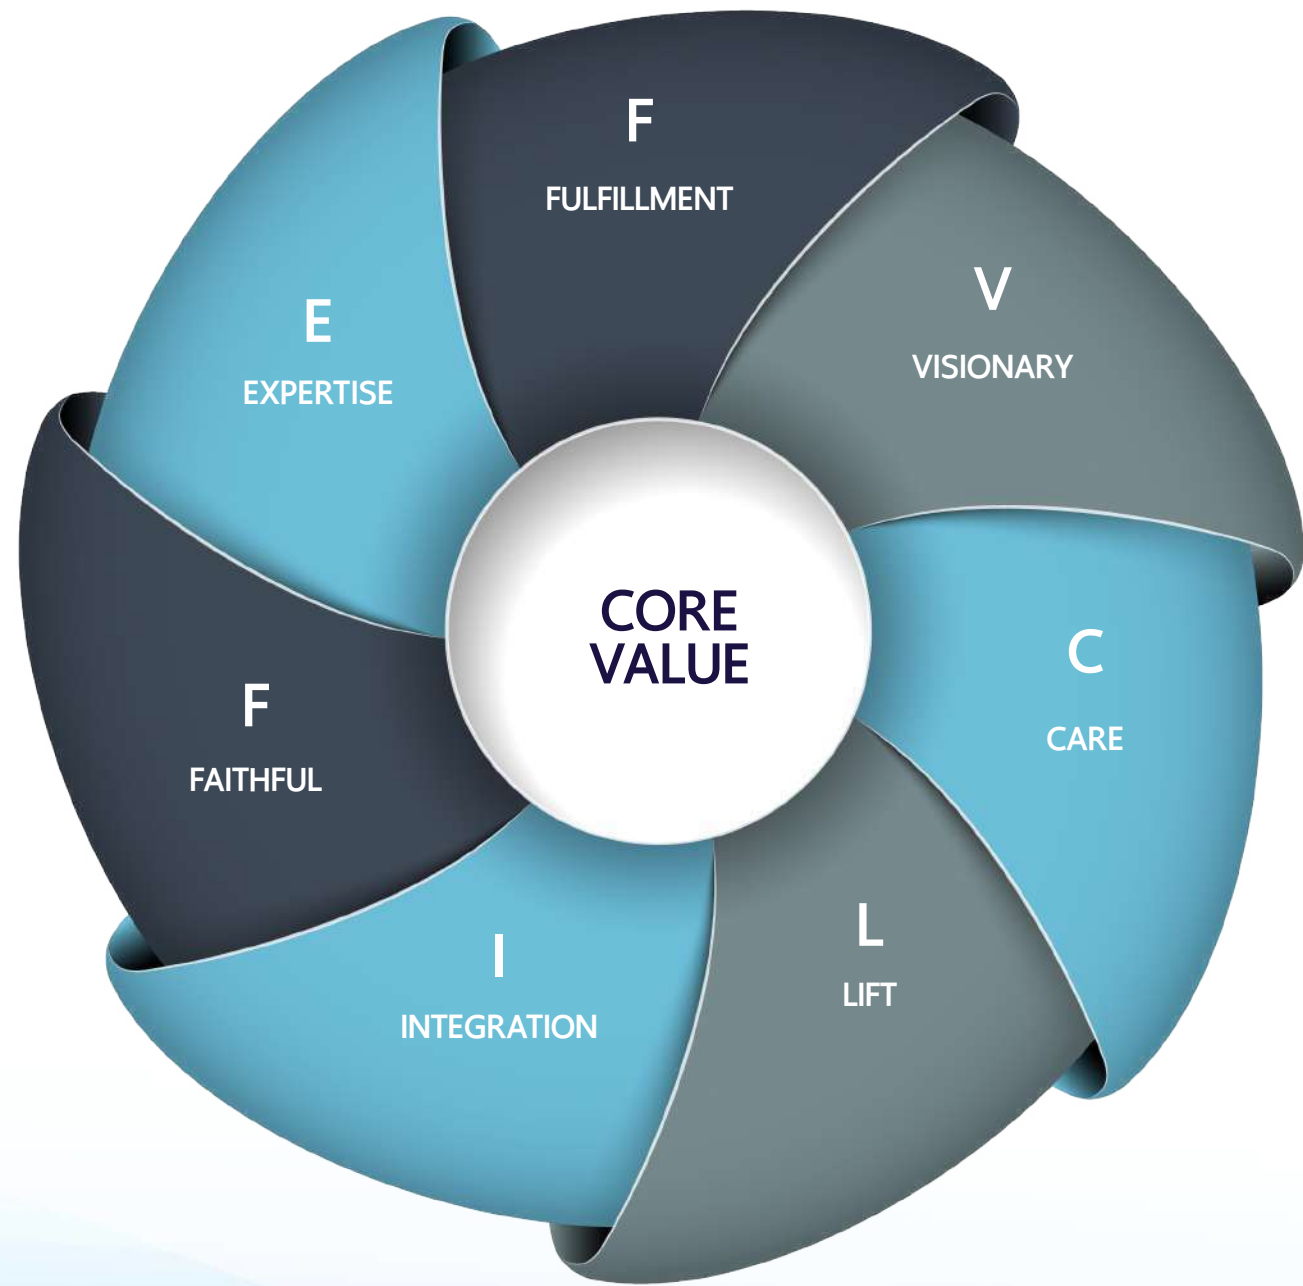 F
FULFILLMENT
V
VISIONARY
C
CARE
L
LIFT
I
INTEGRATION
F
FAITHFUL
E
EXPERTISE
CORE
VALUE